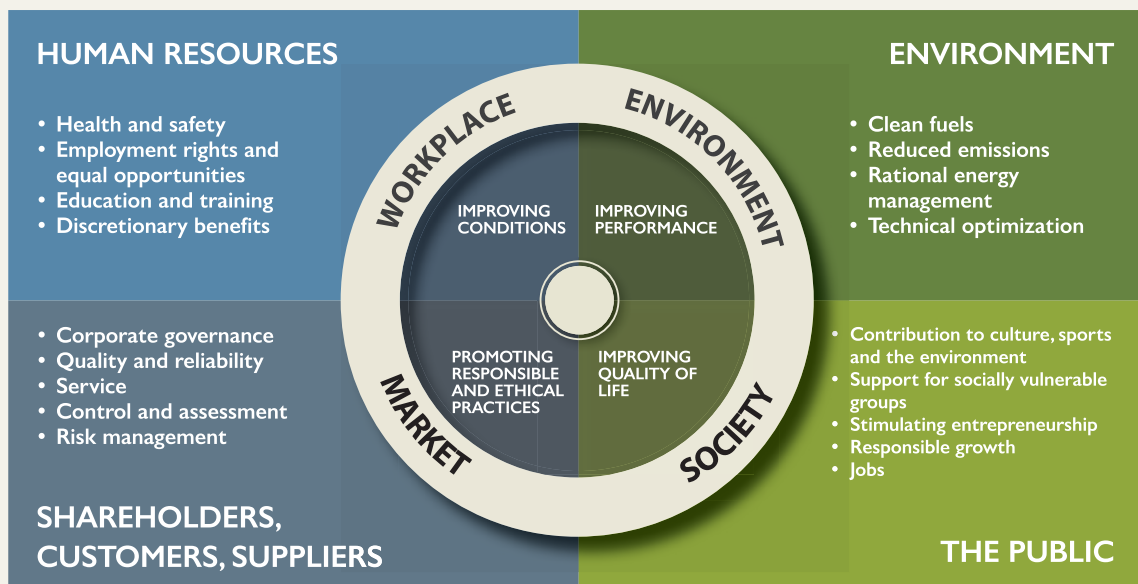 HUMAN RESOURCES
• Health and safety
• Employment rights and
equal opportunities
• Education and training
• Discretionary benefits
ENVIRONMENT
• Clean fuels
• Reduced emissions
• Rational energy
management
• Technical optimization
WORKPLACE
ENVIRONMENT
IMPROVING
CONDITIONS
IMPROVING
PERFORMANCE
PROMOTING
RESPONSIBLE
AND ETHICAL
PRACTICES
IMPROVING
QUALITY OF
LIFE
MARKET
SOCIETY
• Corporate governance
• Quality and reliability
• Service
• Control and assessment
• Risk management
SHAREHOLDERS,
CUSTOMERS, SUPPLIERS
• Contribution to culture, sports
and the environment
• Support for socially vulnerable
groups
• Stimulating entrepreneurship
• Responsible growth
• Jobs
THE PUBLIC